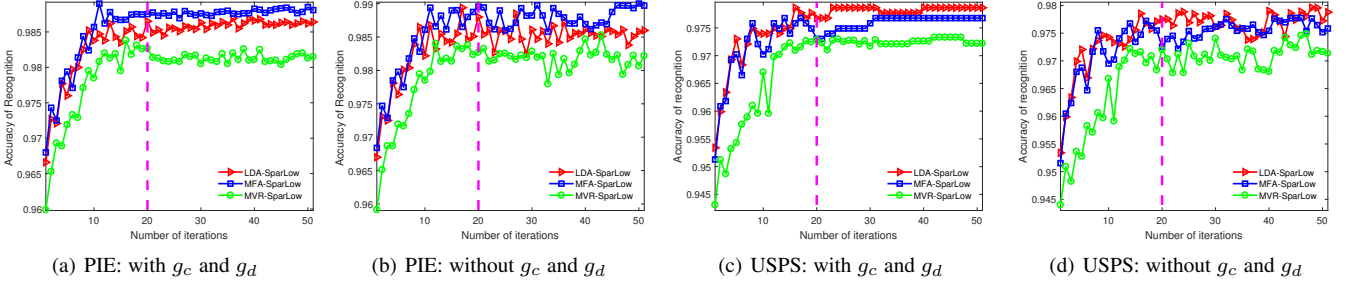 0.99
0.985
0.98
0.975
0.97
0.965
0.96
Accuracy of Recognition
10 20 30 40 50
Number of iterations
LDA-SparLow
MFA-SparLow
MVR-SparLow
(a) PIE: with g_c and g_d
0.99
0.985
0.98
0.975
0.97
0.965
0.96
Accuracy of Recognition
10 20 30 40 50
Number of iterations
LDA-SparLow
MFA-SparLow
MVR-SparLow
(b) PIE: without g_c and g_d
0.975
0.97
0.965
0.96
0.955
0.95
0.945
Accuracy of recognition
10 20 30 40 50
Number of iterations
LDA-SparLow
MFA-SparLow
MVR-SparLow
(c) USPS: with g_c and g_d
0.98
0.975
0.97
0.965
0.96
0.955
0.95
0.945
Accuracy of recognition
10 20 30 40 50
Number of iterations
LDA-SparLow
MFA-SparLow
MVR-SparLow
(d) USPS: without g_c and g_d